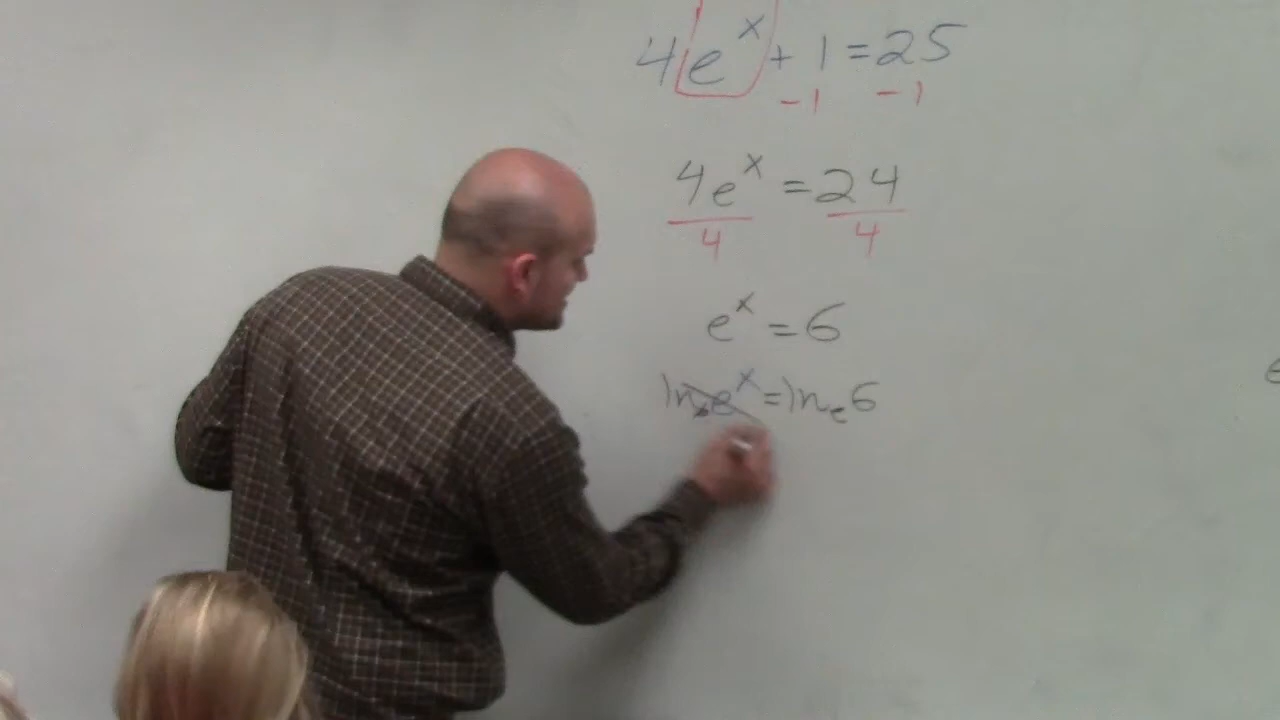 4e^x + 1 = 25
-1 -1
4e^x = 24
4 4
e^x = 6
ln_e e^x = ln_e 6